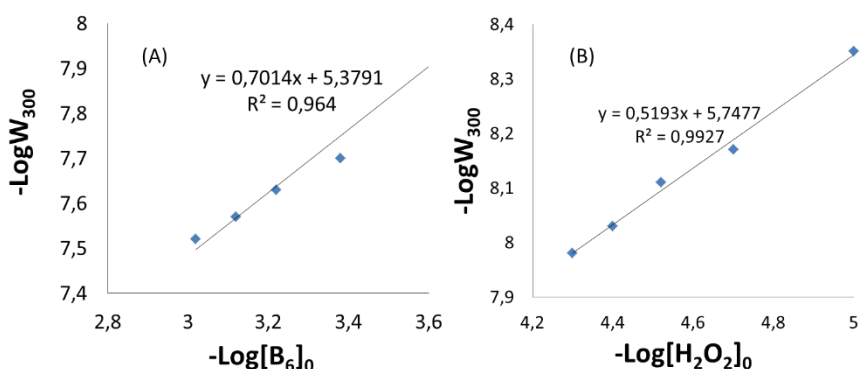 (A)
y = 0,7014x + 5,3791
R² = 0,964
-LogW₃₀₀
8
7,9
7,8
7,7
7,6
7,5
7,4
2,8 3 3,2 3,4 3,6
-Log[B₆]₀
(B)
y = 0,5193x + 5,7477
R² = 0,9927
-LogW₃₀₀
8,4
8,3
8,2
8,1
8
7,9
4,2 4,4 4,6 4,8 5
-Log[H₂O₂]₀